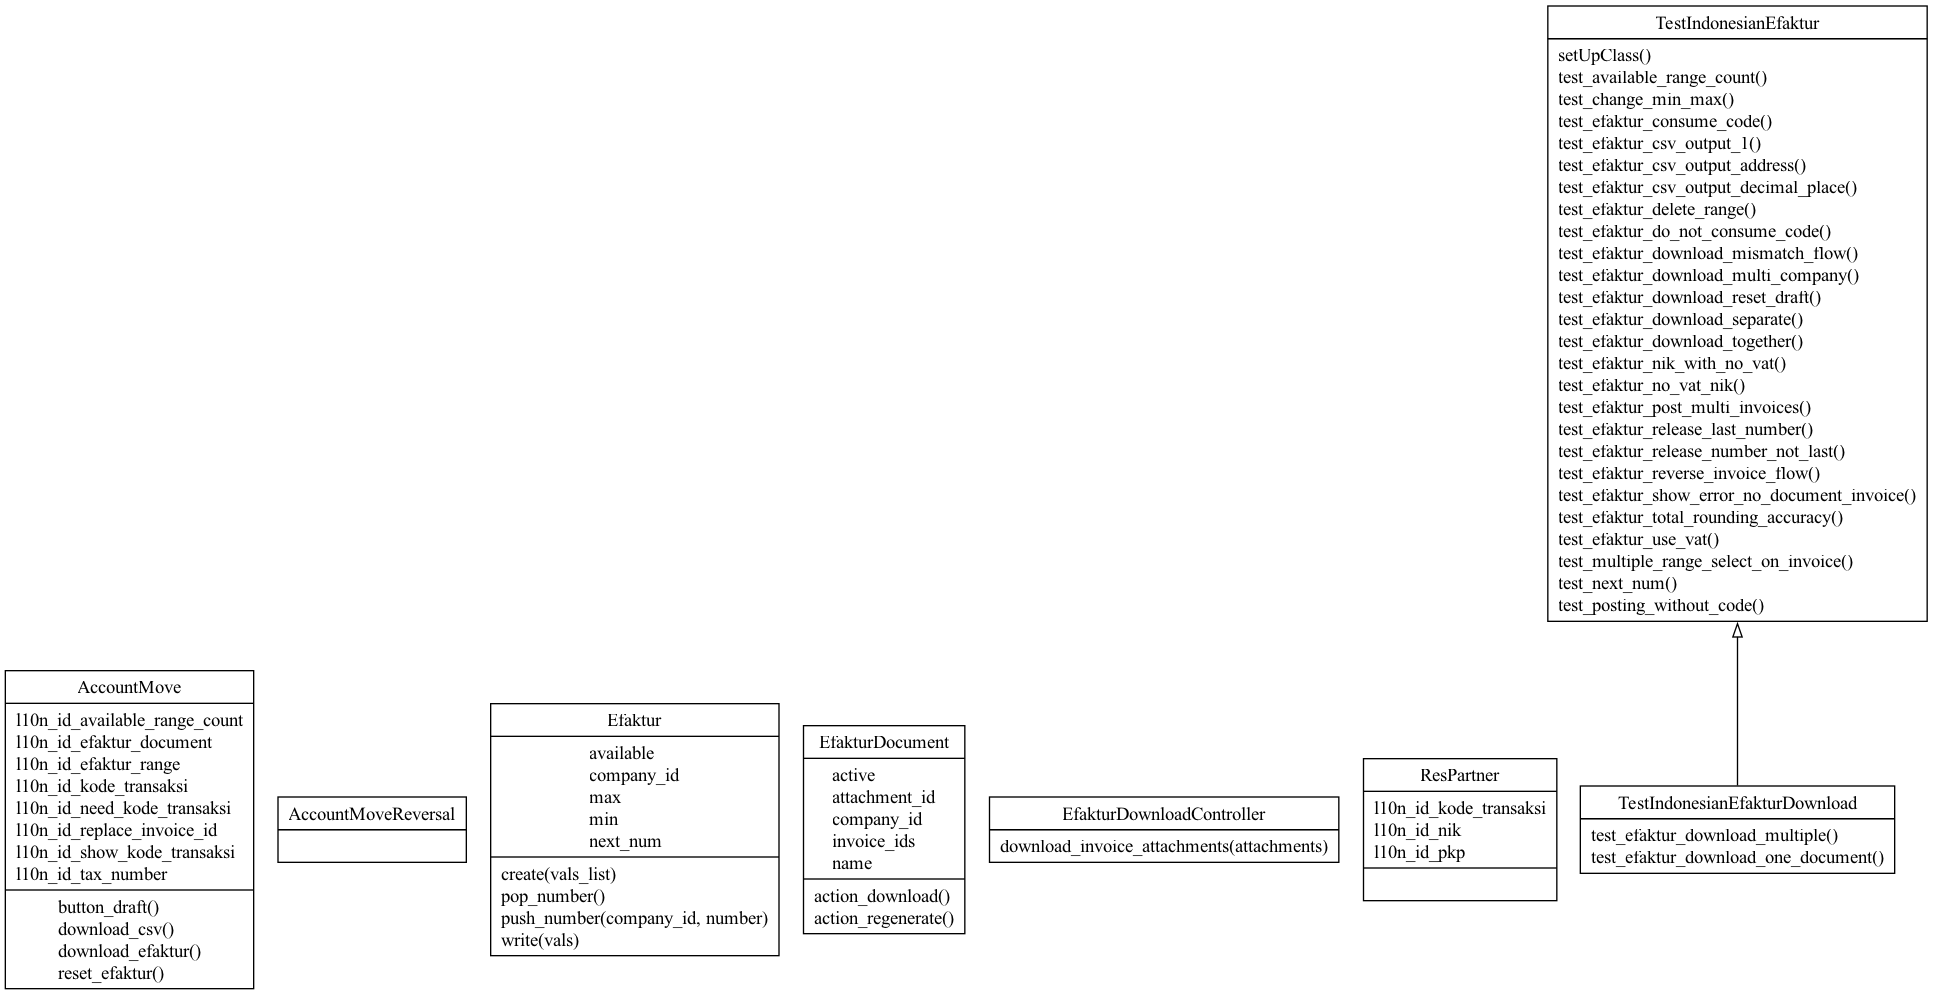 TestIndonesianEfaktur
setUpClass()
test_available_range_count()
test_change_min_max()
test_efaktur_consume_code()
test_efaktur_csv_output_1()
test_efaktur_csv_output_address()
test_efaktur_csv_output_decimal_place()
test_efaktur_delete_range()
test_efaktur_do_not_consume_code()
test_efaktur_download_mismatch_flow()
test_efaktur_download_multi_company()
test_efaktur_download_reset_draft()
test_efaktur_download_separate()
test_efaktur_download_together()
test_efaktur_nik_with_no_vat()
test_efaktur_no_vat_nik()
test_efaktur_post_multi_invoices()
test_efaktur_release_last_number()
test_efaktur_release_number_not_last()
test_efaktur_reverse_invoice_flow()
test_efaktur_show_error_no_document_invoice()
test_efaktur_total_rounding_accuracy()
test_efaktur_use_vat()
test_multiple_range_select_on_invoice()
test_next_num()
test_posting_without_code()
AccountMove
l10n_id_available_range_count
l10n_id_efaktur_document
l10n_id_efaktur_range
l10n_id_kode_transaksi
l10n_id_need_kode_transaksi
l10n_id_replace_invoice_id
l10n_id_show_kode_transaksi
l10n_id_tax_number
button_draft()
download_csv()
download_efaktur()
reset_efaktur()
AccountMoveReversal
Efaktur
available
company_id
max
min
next_num
create(vals_list)
pop_number()
push_number(company_id, number)
write(vals)
EfakturDocument
active
attachment_id
company_id
invoice_ids
name
action_download()
action_regenerate()
EfakturDownloadController
download_invoice_attachments(attachments)
ResPartner
l10n_id_kode_transaksi
l10n_id_nik
l10n_id_pkp
TestIndonesianEfakturDownload
test_efaktur_download_multiple()
test_efaktur_download_one_document()